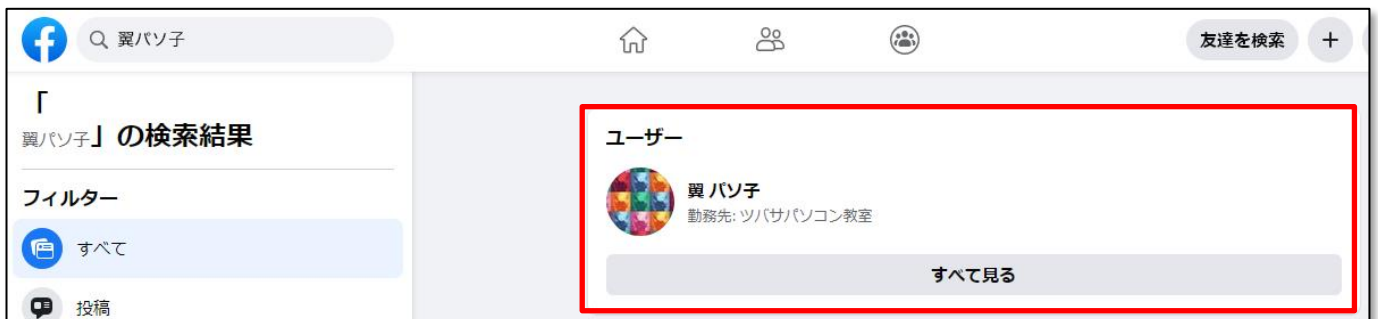 翼パソ子
友達を検索
「
翼パソ子」の検索結果
フィルター
すべて
投稿
ユーザー
翼 パソ子
勤務先: ツバサパソコン教室
すべて見る